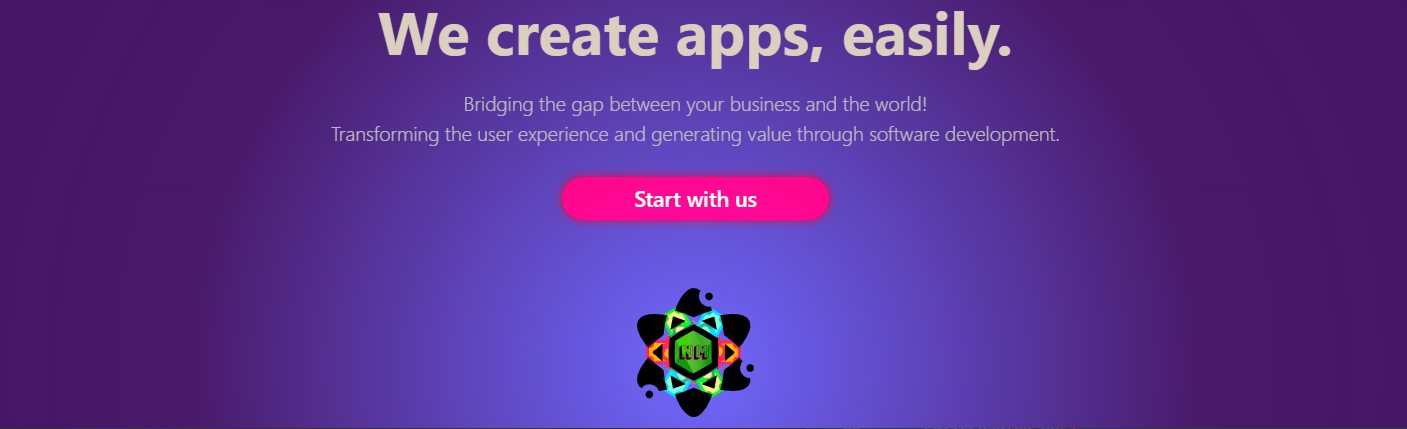 We create apps, easily.
Bridging the gap between your business and the world!
Transforming the user experience and generating value through software development.
Start with us
NM